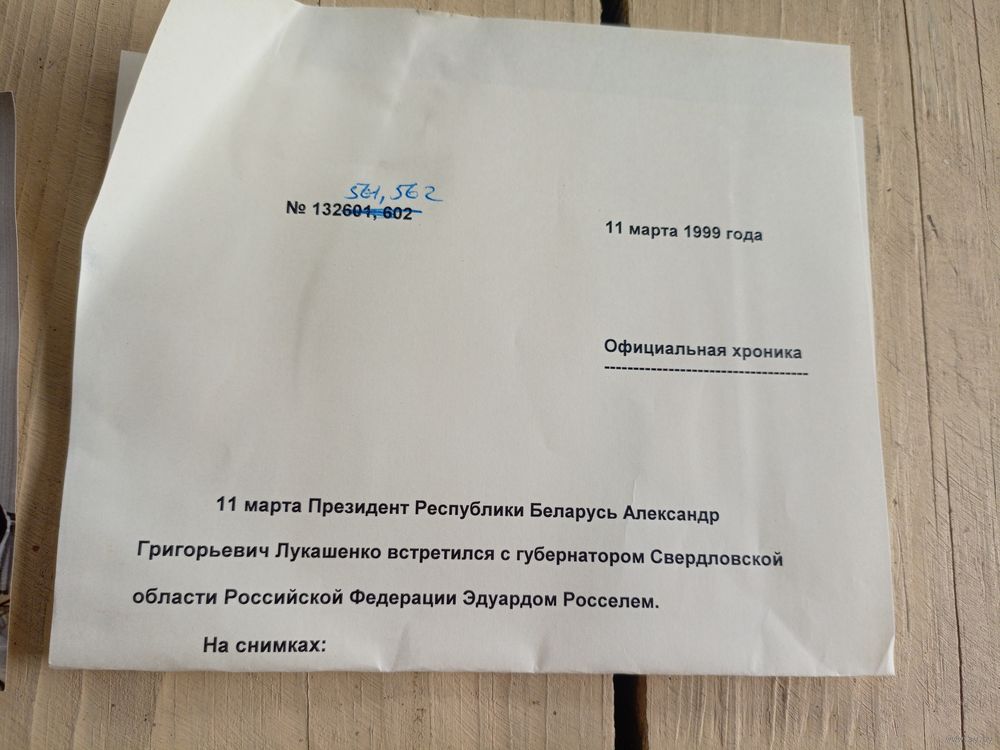 561, 562
№ 132601, 602
11 марта 1999 года
Официальная хроника
11 марта Президент Республики Беларусь Александр
Григорьевич Лукашенко встретился с губернатором Свердловской
области Российской Федерации Эдуардом Росселем.
На снимках: